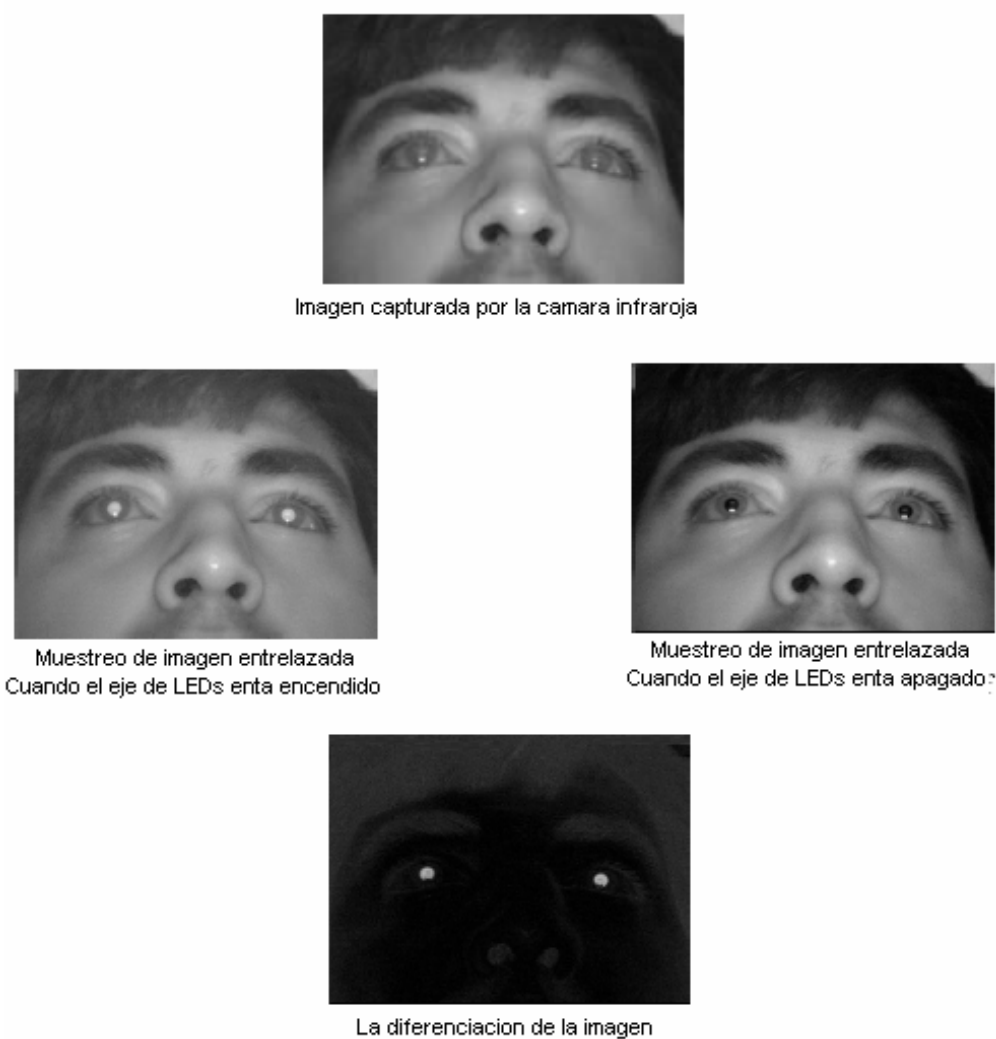 Imagen capturada por la camara infraroja
Muestreo de imagen entrelazada
Cuando el eje de LEDs enta encendido
Muestreo de imagen entrelazada
Cuando el eje de LEDs enta apagado
La diferenciacion de la imagen